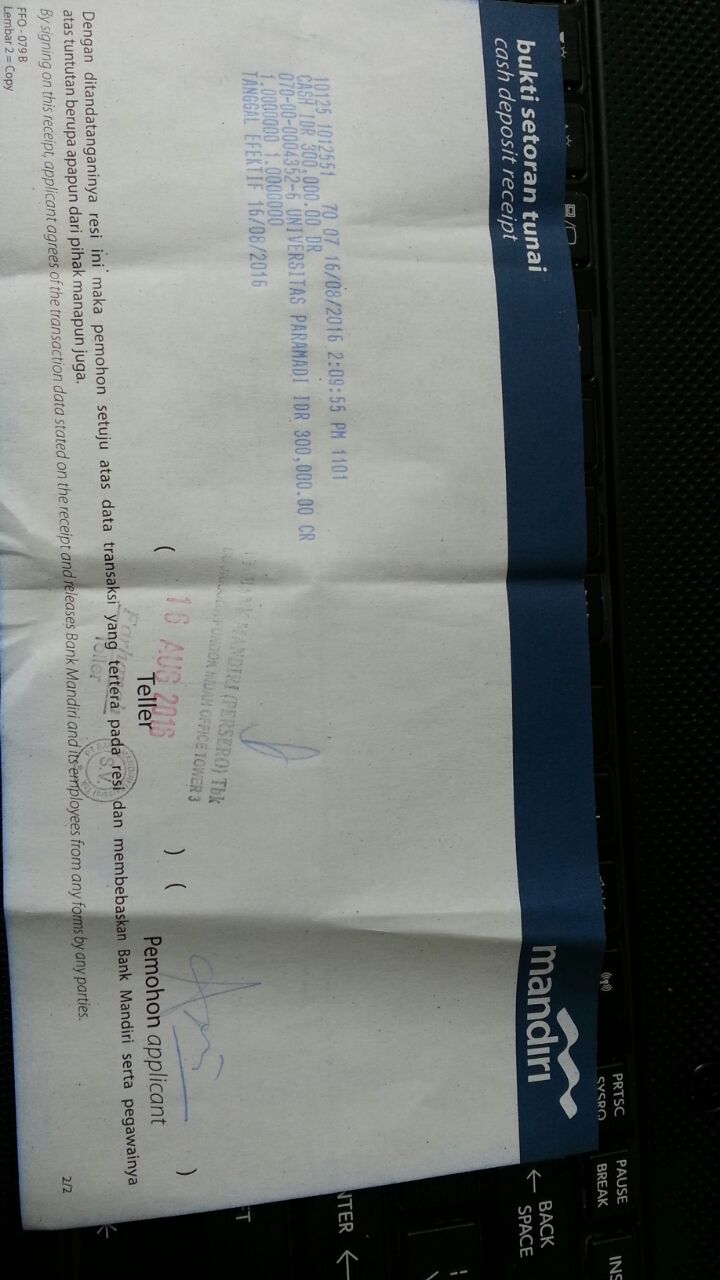 bukti setoran tunai
cash deposit receipt
mandiri
10125 1012551 70 07 16/08/2016 2:09:55 PM 1101
CASH IDR 300,000.00 DR
070-00-0004352-6 UNIVERSITAS PARAMADI IDR 300,000.00 CR
1.0000000 1.0000000
TANGGAL EFEKTIF 16/08/2016
MANDIRI (PERSERO) Tbk
PONDOK INDAH OFFICE TOWER 3
16 AUG 2016
( ) ( )
Teller
Pemohon applicant
Teller
S.V.
Dengan ditandatanganinya resi ini maka pemohon setuju atas data transaksi yang tertera pada resi dan membebaskan Bank Mandiri serta pegawainya
atas tuntutan berupa apapun dari pihak manapun juga.
By signing on this receipt, applicant agrees of the transaction data stated on the receipt and releases Bank Mandiri and its employees from any forms by any parties.
FFO - 079 B
Lembar 2 = Copy
2/2
PRTSC
SYSRQ
PAUSE
BREAK
INS
← BACK
SPACE
NTER ←
FT